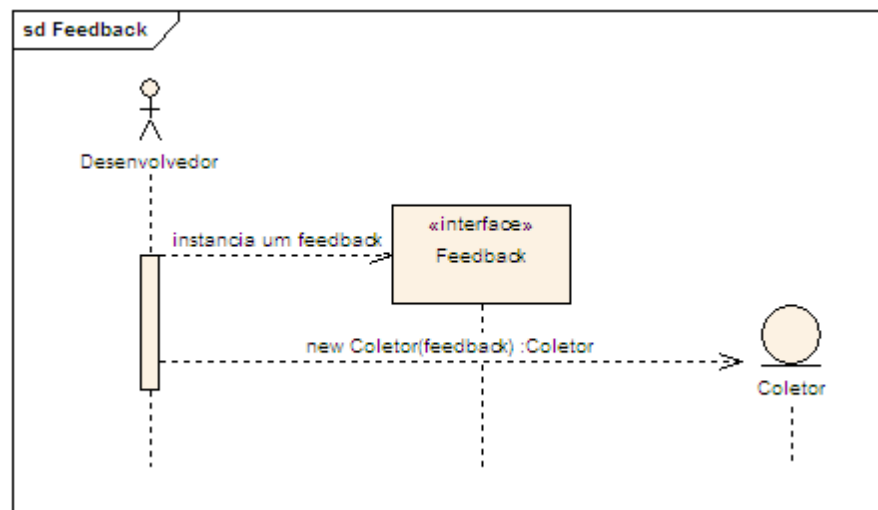 sd Feedback
Desenvolvedor
instancia um feedback
«interface»
Feedback
new Coletor(feedback) :Coletor
Coletor